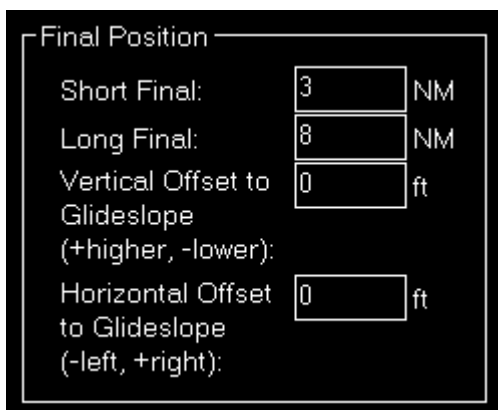 Final Position
Short Final: 3 NM
Long Final: 8 NM
Vertical Offset to 0 ft
Glideslope
(+higher, -lower):
Horizontal Offset 0 ft
to Glideslope
(-left, +right):